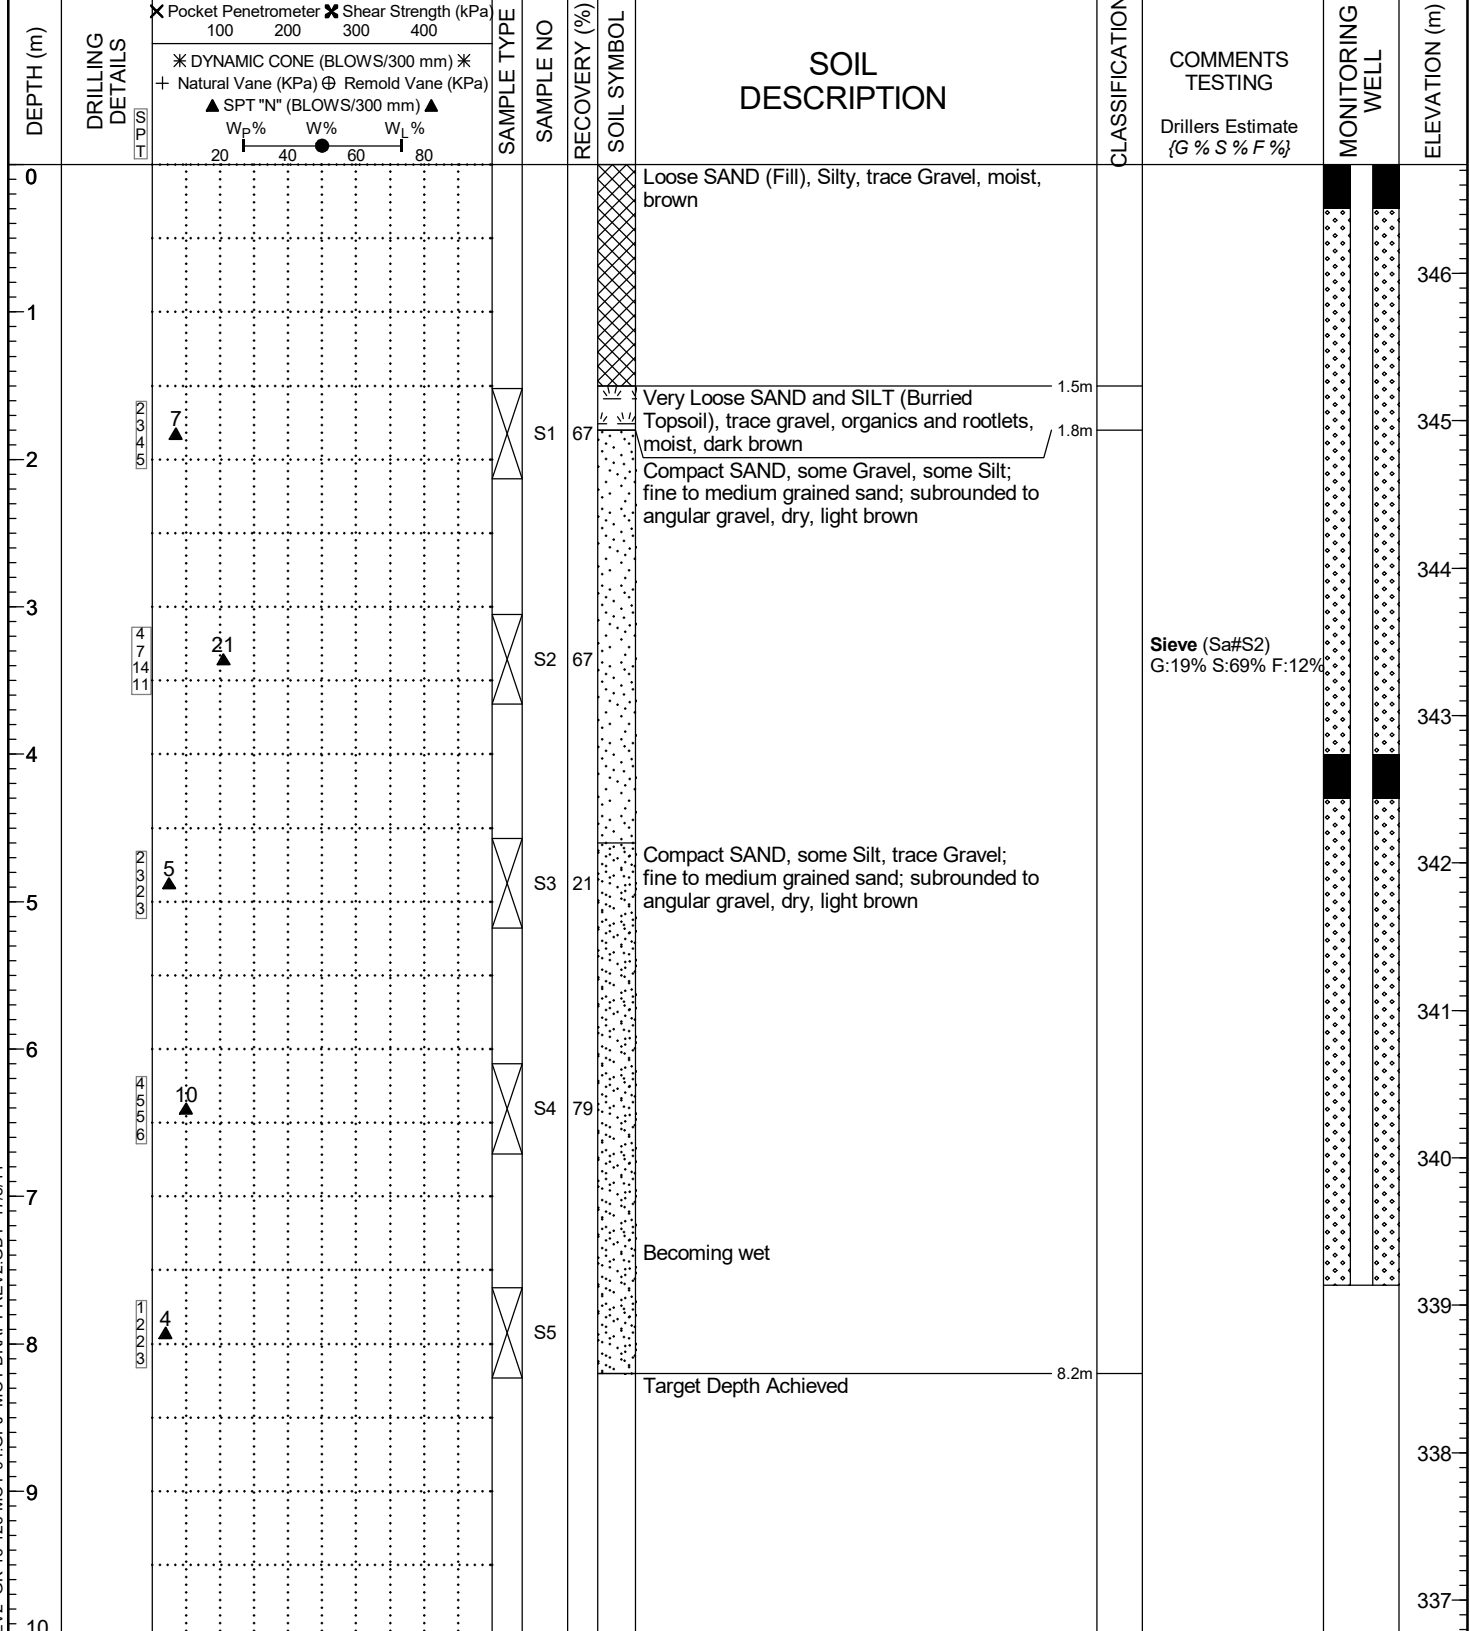 Pocket Penetrometer Shear Strength (kPa)
100 200 300 400
DYNAMIC CONE (BLOWS/300 mm)
Natural Vane (KPa) Remold Vane (KPa)
SPT "N" (BLOWS/300 mm)
WP% W% WL%
20 40 60 80
DEPTH (m)
DRILLING
DETAILS
SPT
SAMPLE TYPE
SAMPLE NO
RECOVERY (%)
SOIL SYMBOL
SOIL
DESCRIPTION
CLASSIFICATION
COMMENTS
TESTING
Drillers Estimate
{G % S % F %}
MONITORING
WELL
ELEVATION (m)
0
Loose SAND (Fill), Silty, trace Gravel, moist,
brown
346
1
1.5m
Very Loose SAND and SILT (Burried
Topsoil), trace gravel, organics and rootlets,
moist, dark brown
2
3
4
5
7
S1 67
1.8m
345
2
Compact SAND, some Gravel, some Silt;
fine to medium grained sand; subrounded to
angular gravel, dry, light brown
344
3
4
7
14
11
21
S2 67
Sieve (Sa#S2)
G:19% S:69% F:12%
343
4
Compact SAND, some Silt, trace Gravel;
fine to medium grained sand; subrounded to
angular gravel, dry, light brown
2
3
2
3
5
S3 21
342
5
341
6
4
5
5
6
10
S4 79
340
7
Becoming wet
339
1
2
2
3
4
S5
8
8.2m
Target Depth Achieved
338
9
337
10